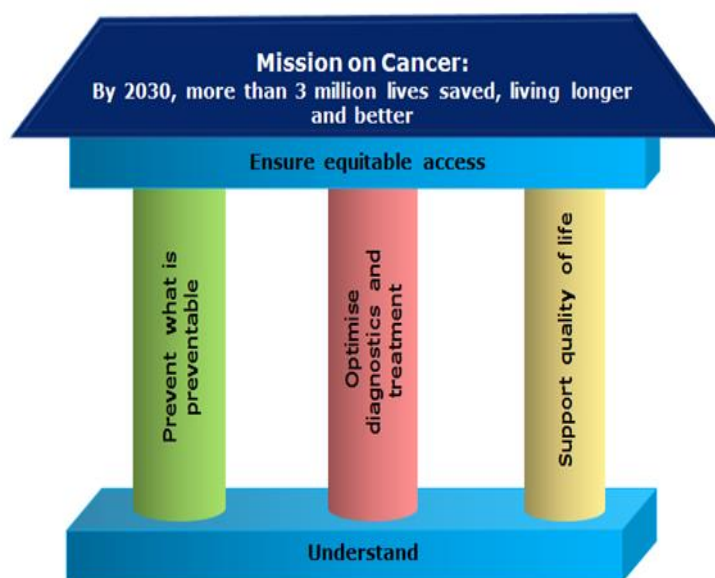 Mission on Cancer:
By 2030, more than 3 million lives saved, living longer
and better
Ensure equitable access
Prevent what is
preventable
Optimise
diagnostics and
treatment
Support quality of life
Understand